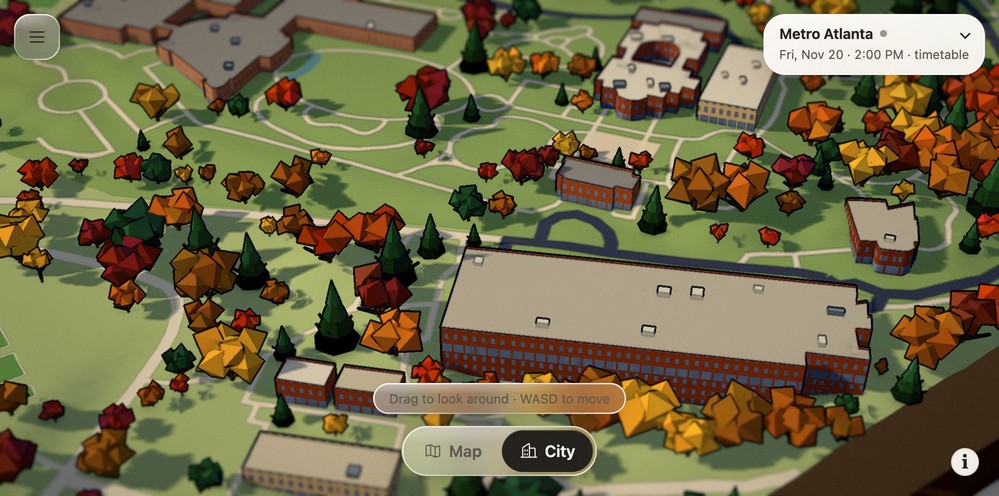 Metro Atlanta
Fri, Nov 20 · 2:00 PM · timetable
Drag to look around · WASD to move
Map
City
i